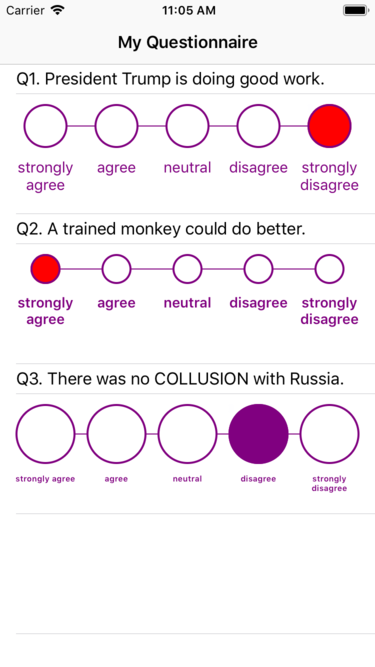 Carrier 11:05 AM
My Questionnaire
Q1. President Trump is doing good work.
strongly agree neutral disagree strongly
agree disagree
Q2. A trained monkey could do better.
strongly agree neutral disagree strongly
agree disagree
Q3. There was no COLLUSION with Russia.
strongly agree agree neutral disagree strongly
disagree